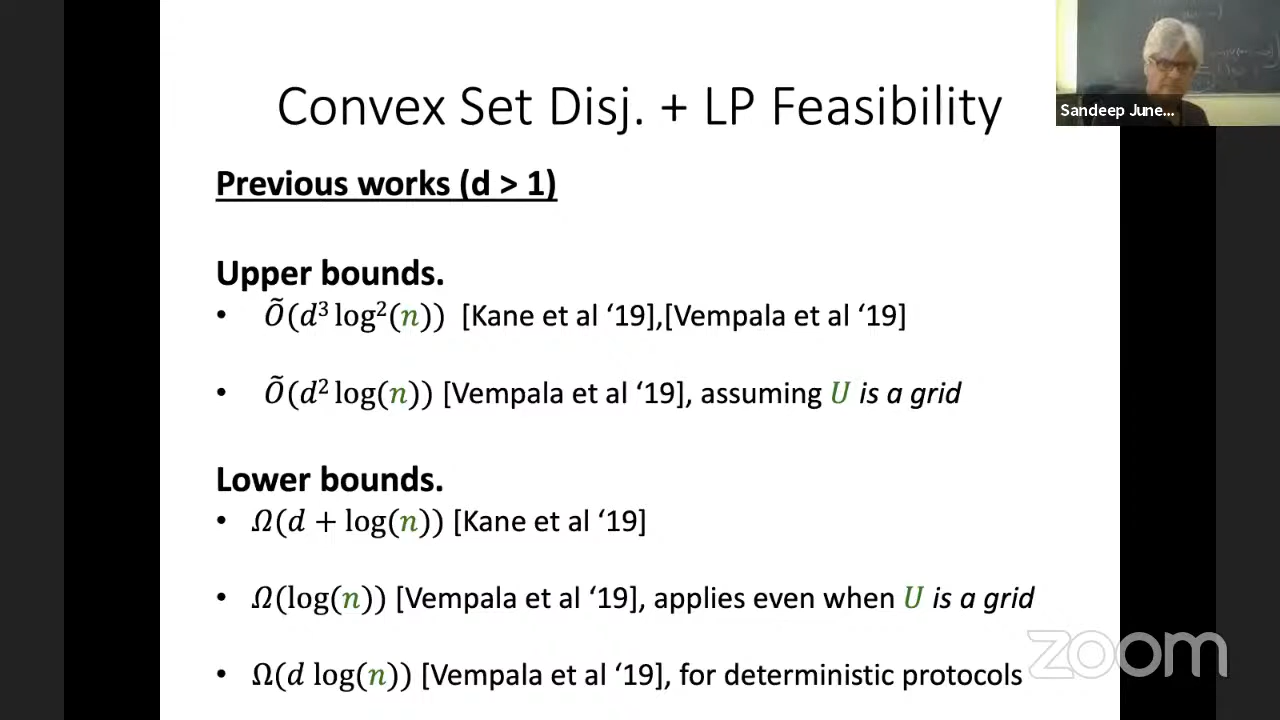 Convex Set Disj. + LP Feasibility
Sandeep June...
Previous works (d > 1)
Upper bounds.
• Õ(d³ log²(n)) [Kane et al ‘19],[Vempala et al ‘19]
• Õ(d² log(n)) [Vempala et al ‘19], assuming U is a grid
Lower bounds.
• Ω(d + log(n)) [Kane et al ‘19]
• Ω(log(n)) [Vempala et al ‘19], applies even when U is a grid
• Ω(d log(n)) [Vempala et al ‘19], for deterministic protocols
zoom